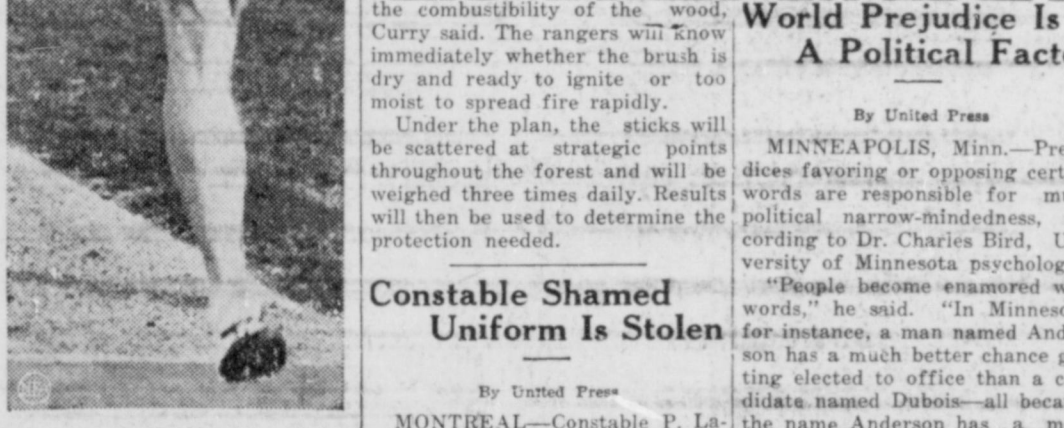 the combustibility of the wood,
Curry said. The rangers will know
immediately whether the brush is
dry and ready to ignite or too
moist to spread fire rapidly.
Under the plan, the sticks will
be scattered at strategic points
throughout the forest and will be
weighed three times daily. Results
will then be used to determine the
protection needed.
Constable Shamed
Uniform Is Stolen
By United Press
MONTREAL—Constable P. La-
World Prejudice Is
A Political Fact
By United Press
MINNEAPOLIS, Minn.—Pre
dices favoring or opposing cert
words are responsible for m
political narrow-mindedness,
cording to Dr. Charles Bird, U
versity of Minnesota psycholog
"People become enamored w
words," he said. "In Minneso
for instance, a man named And
son has a much better chance g
ting elected to office than a c
didate named Dubois—all beca
the name Anderson has a m
NEA